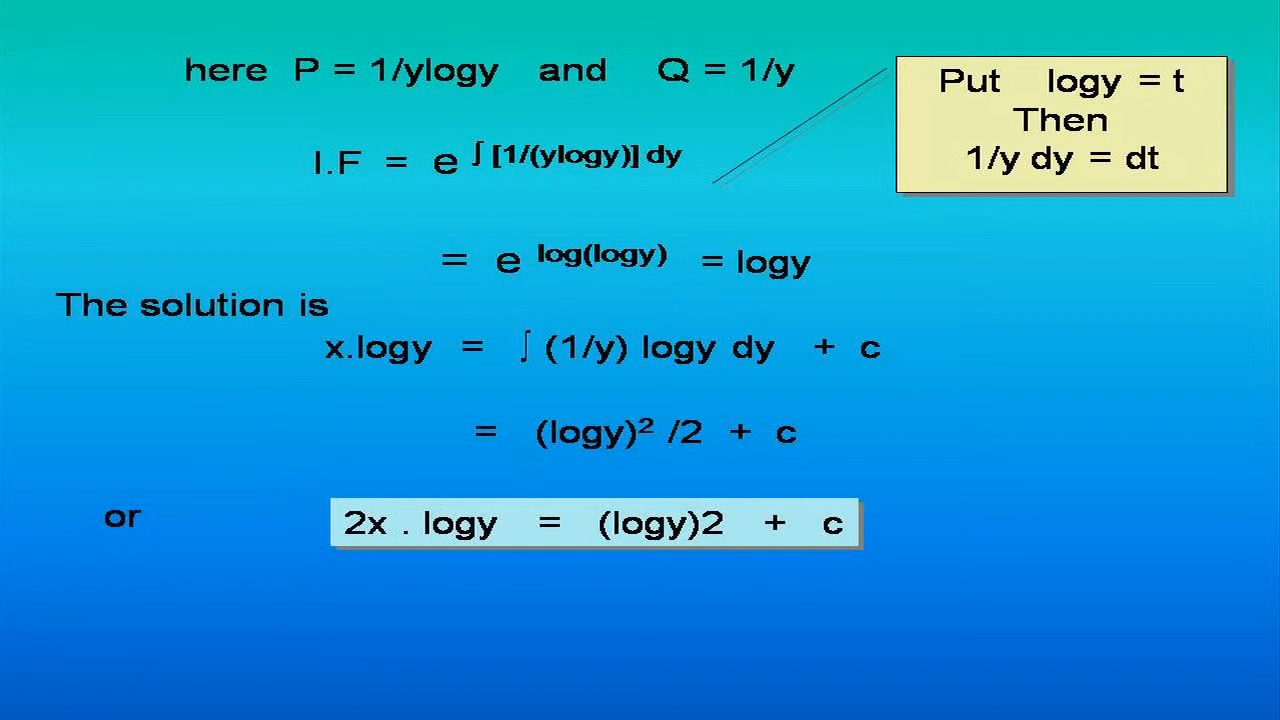 here P = 1/ylogy and Q = 1/y
Put logy = t
Then
1/y dy = dt
I.F = e ∫ [1/(ylogy)] dy
= e log(logy) = logy
The solution is
x.logy = ∫ (1/y) logy dy + c
= (logy)² /2 + c
or 2x . logy = (logy)2 + c